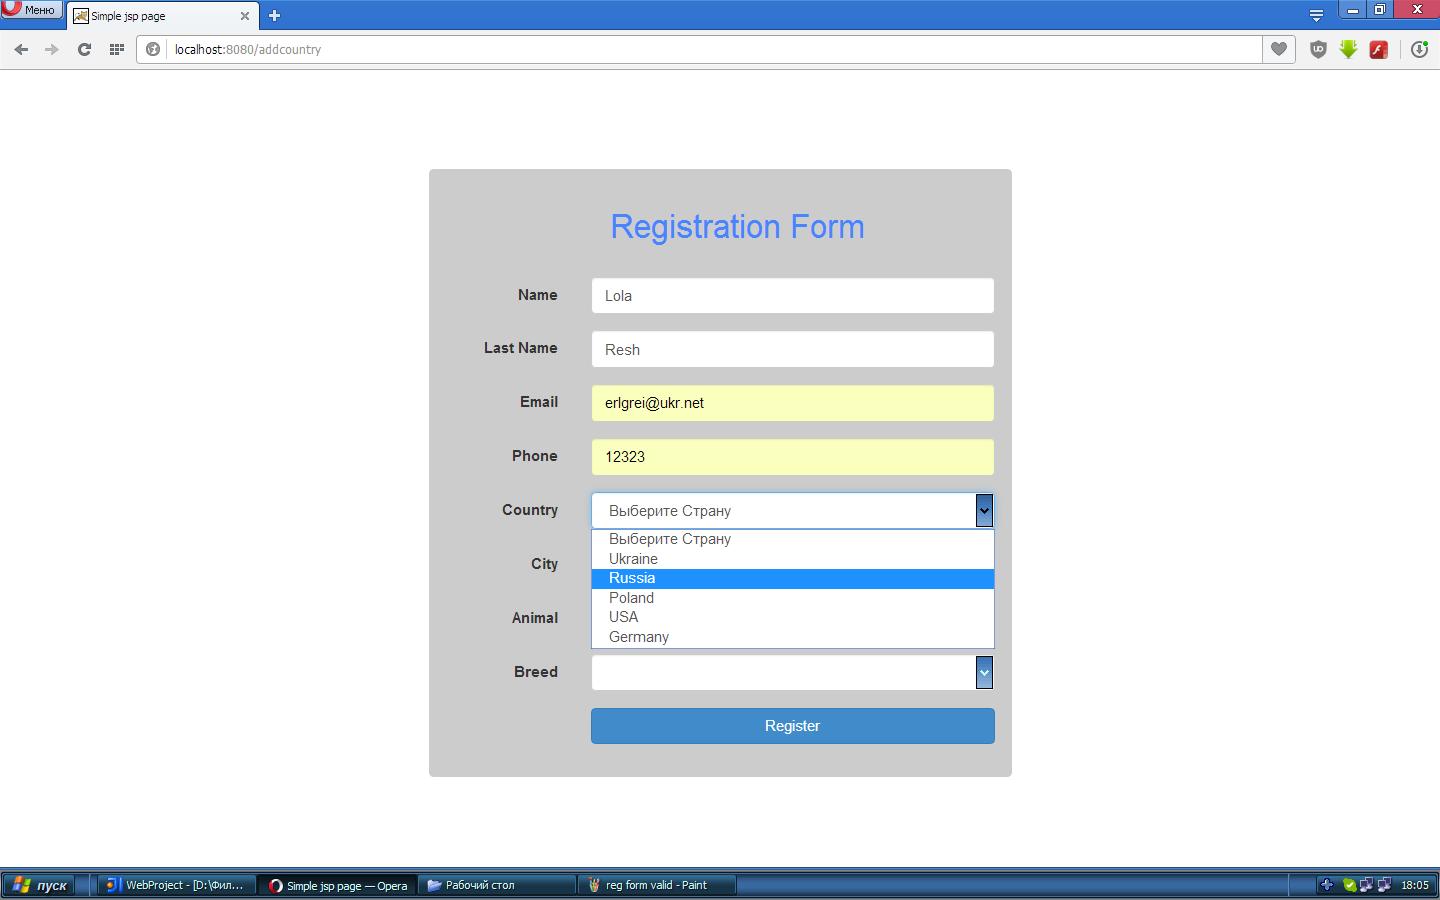 Меню
Simple jsp page
localhost:8080/addcountry
Registration Form
Name
Lola
Last Name
Resh
Email
erlgrei@ukr.net
Phone
12323
Country
Выберите Страну
Выберите Страну
Ukraine
Russia
Poland
USA
Germany
City
Animal
Breed
Register
пуск
WebProject - [D:\Фил...
Simple jsp page — Opera
Рабочий стол
reg form valid - Paint
18:05